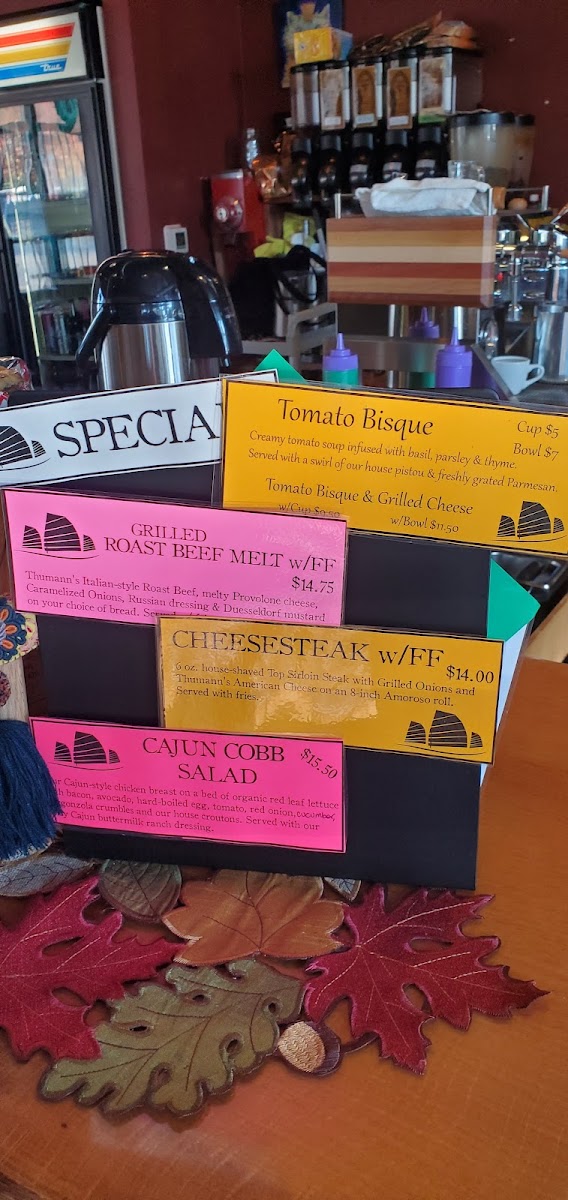 True
SPECIA
Tomato Bisque
Cup $5
Bowl $7
Creamy tomato soup infused with basil, parsley & thyme.
Served with a swirl of our house pistou & freshly grated Parmesan.
Tomato Bisque & Grilled Cheese
w/Cup $9.50
w/Bowl $11.50
GRILLED
ROAST BEEF MELT w/FF
$14.75
Thumann's Italian-style Roast Beef, melty Provolone cheese,
Caramelized Onions, Russian dressing & Duesseldorf mustard
on your choice of bread.
CHEESESTEAK w/FF
$14.00
6 oz. house-shaved Top Sirloin Steak with Grilled Onions and
Thumann's American Cheese on an 8-inch Amoroso roll.
Served with fries.
CAJUN COBB
SALAD
$15.50
Cajun-style chicken breast on a bed of organic red leaf lettuce
bacon, avocado, hard-boiled egg, tomato, red onion, cucumber,
gonzola crumbles and our house croutons. Served with our
Cajun buttermilk ranch dressing.